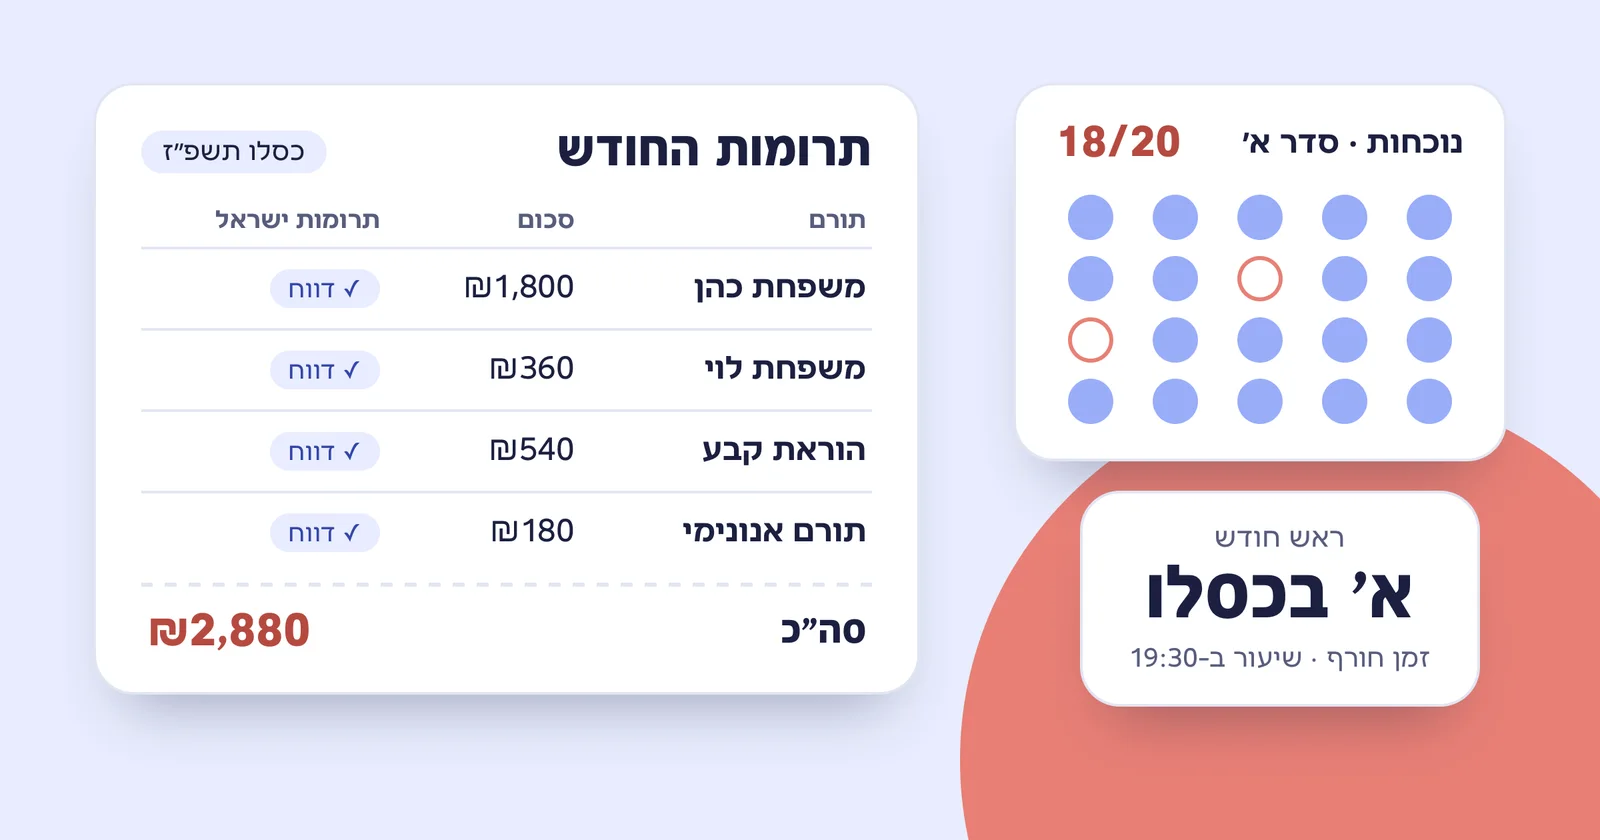 נוכחות · סדר א׳ 18/20
ראש חודש
א׳ בכסלו
זמן חורף · שיעור ב-19:30
תרומות החודש כסלו תשפ״ז
תורם סכום תרומות ישראל
משפחת כהן ₪1,800 ✓ דווח
משפחת לוי ₪360 ✓ דווח
הוראת קבע ₪540 ✓ דווח
תורם אנונימי ₪180 ✓ דווח
סה״כ ₪2,880